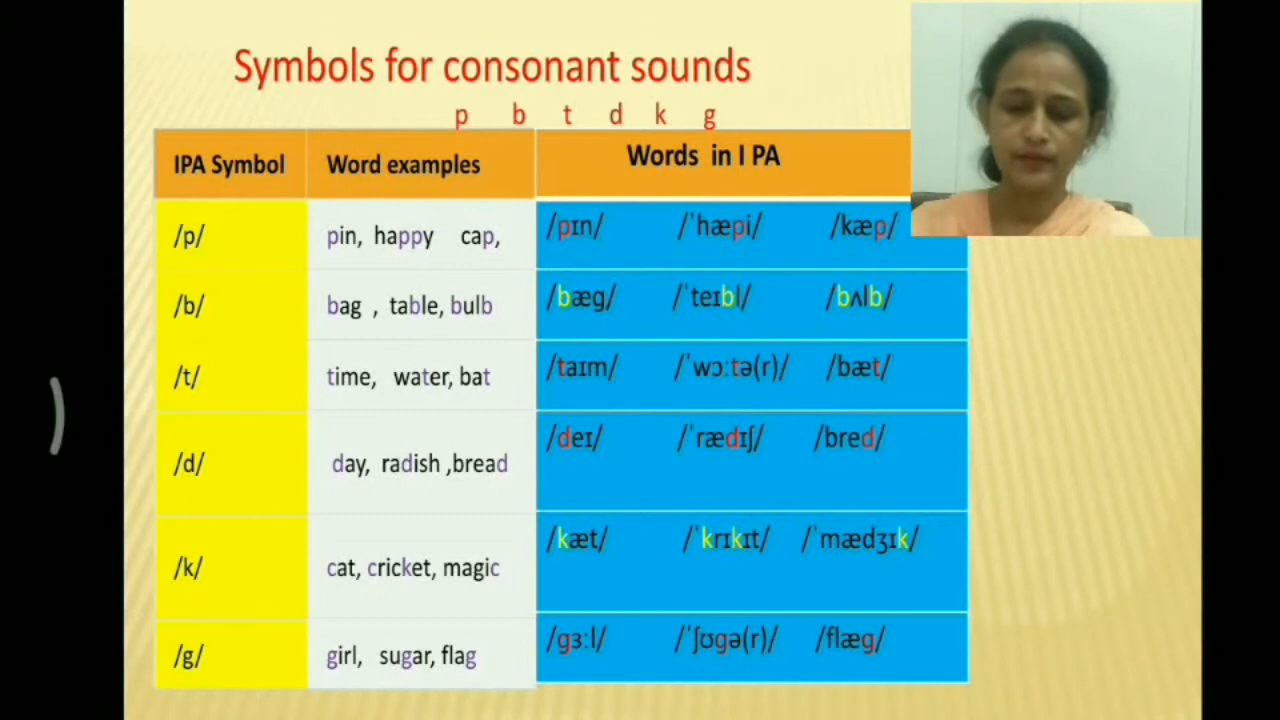 Symbols for consonant sounds
p b t d k g
IPA Symbol Word examples Words in I PA
/p/ pin, happy cap, /pɪn/ /ˈhæpi/ /kæp/
/b/ bag , table, bulb /bæg/ /ˈteɪbl/ /bʌlb/
/t/ time, water, bat /taɪm/ /ˈwɔːtə(r)/ /bæt/
/d/ day, radish ,bread /deɪ/ /ˈrædɪʃ/ /bred/
/k/ cat, cricket, magic /kæt/ /ˈkrɪkɪt/ /ˈmædʒɪk/
/g/ girl, sugar, flag /gɜːl/ /ˈʃʊgə(r)/ /flæg/